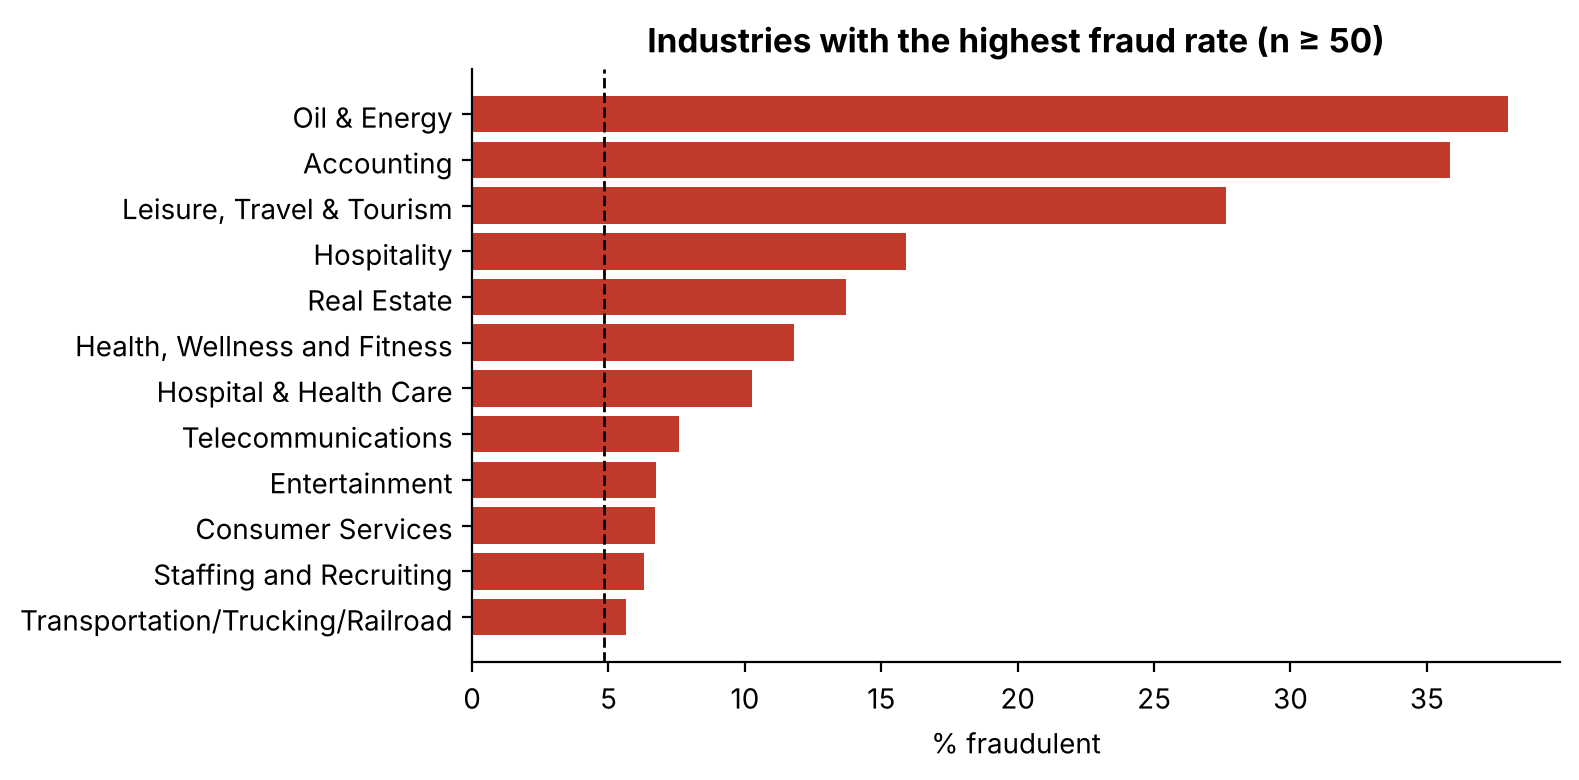 Industries with the highest fraud rate (n ≥ 50)
Oil & Energy
Accounting
Leisure, Travel & Tourism
Hospitality
Real Estate
Health, Wellness and Fitness
Hospital & Health Care
Telecommunications
Entertainment
Consumer Services
Staffing and Recruiting
Transportation/Trucking/Railroad
0 5 10 15 20 25 30 35
% fraudulent